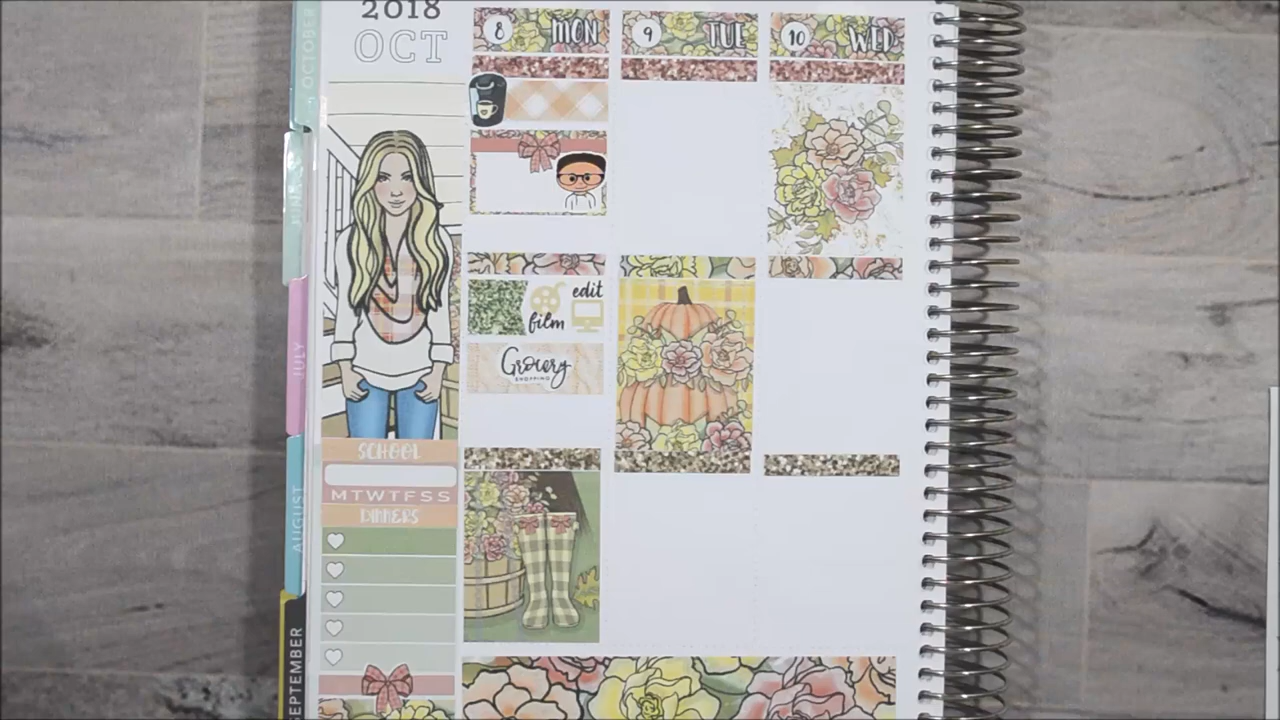 2018
OCT
8 MON
9 TUE
10 WED
edit
film
Grocery
SHOPPING
SCHOOL
MTWTFSS
DINNERS
OCTOBER
JULY
AUGUST
SEPTEMBER